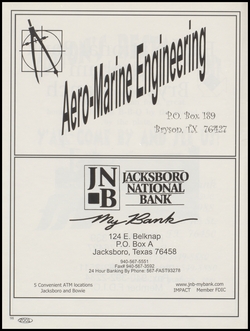 Aero-Marine Engineering
P.O. Box 189
Bryson, TX 76427
JN
B
JACKSBORO
NATIONAL
BANK
My Bank
124 E. Belknap
P.O. Box A
Jacksboro, Texas 76458
940-567-5551
Fax# 940-567-3592
24 Hour Banking By Phone: 567-FAST(3278)
5 Convenient ATM locations
Jacksboro and Bowie
www.jnb-mybank.com
IMPACT Member FDIC